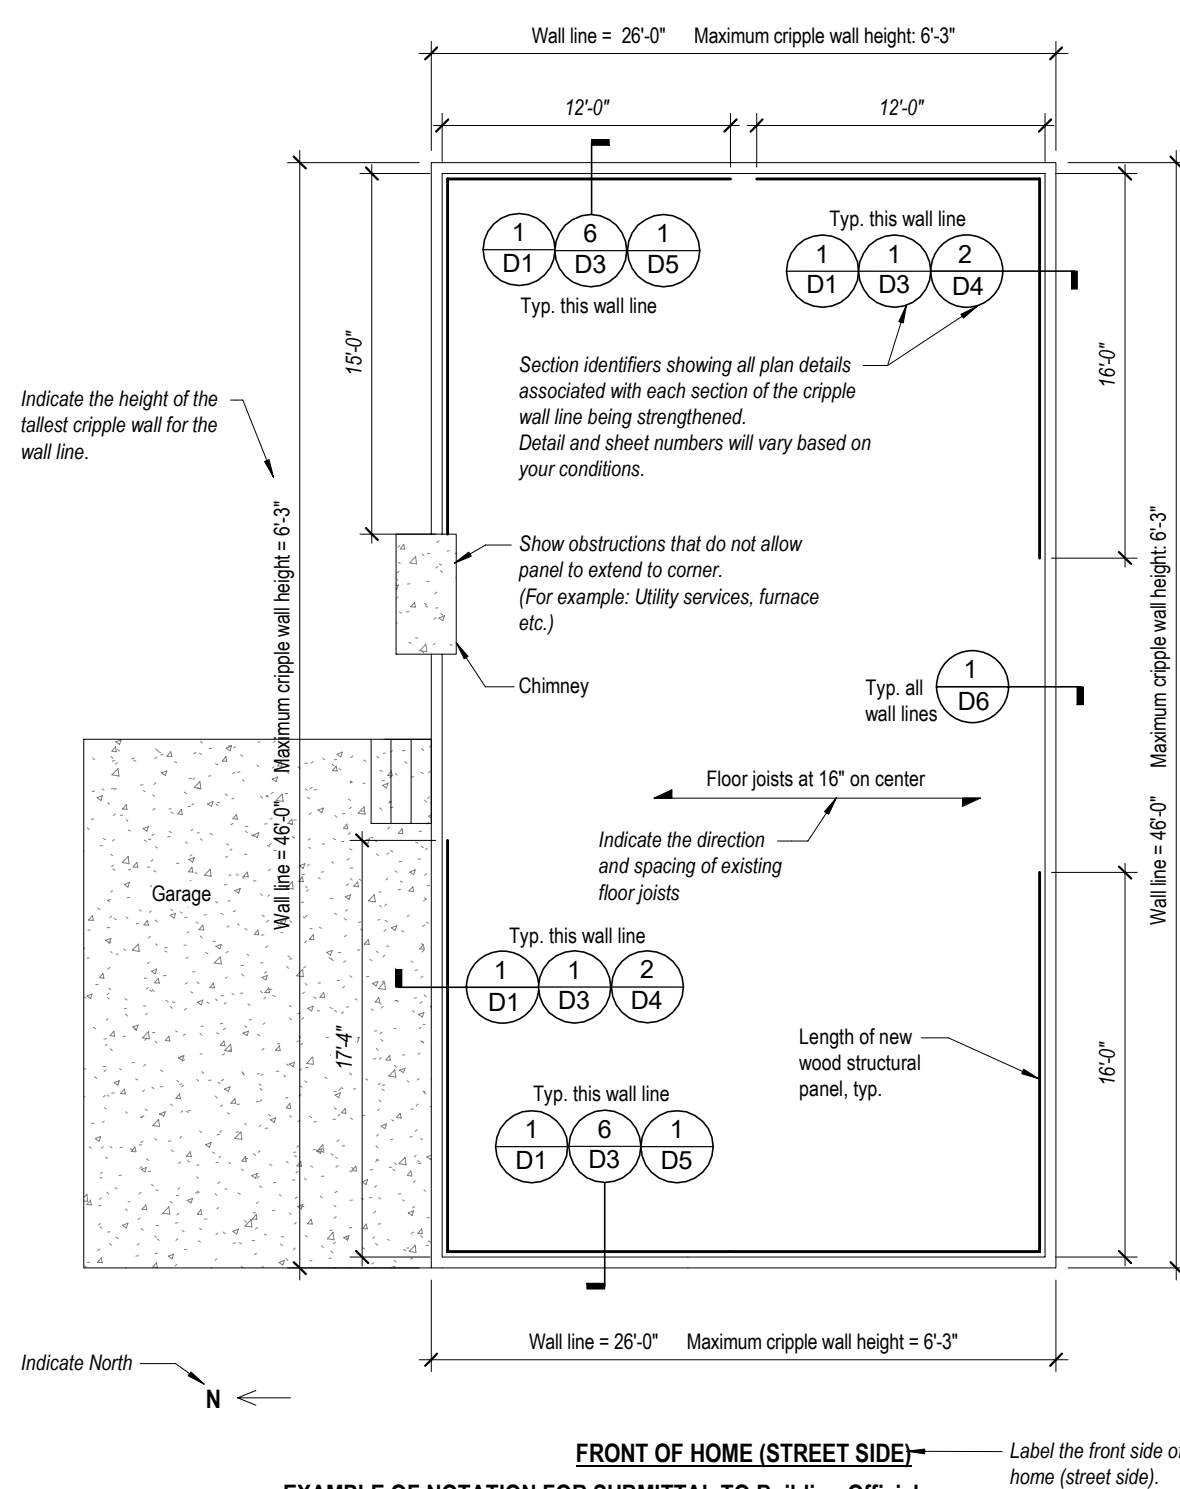 Wall line = 26'-0" Maximum cripple wall height: 6'-3"
12'-0" 12'-0"
1 6 1
D1 D3 D5
Typ. this wall line
Typ. this wall line
1 1 2
D1 D3 D4
15'-0"
16'-0"
Section identifiers showing all plan details
associated with each section of the cripple
wall line being strengthened.
Detail and sheet numbers will vary based on
your conditions.
Indicate the height of the
tallest cripple wall for the
wall line.
Wall line = 46'-0" Maximum cripple wall height = 6'-3"
Wall line = 46'-0" Maximum cripple wall height: 6'-3"
Show obstructions that do not allow
panel to extend to corner.
(For example: Utility services, furnace
etc.)
Chimney
Typ. all
wall lines
1
D6
Floor joists at 16" on center
Indicate the direction
and spacing of existing
floor joists
Garage
Typ. this wall line
1 1 2
D1 D3 D4
17'-4"
Length of new
wood structural
panel, typ.
16'-0"
Typ. this wall line
1 6 1
D1 D3 D5
Wall line = 26'-0" Maximum cripple wall height = 6'-3"
Indicate North
N
FRONT OF HOME (STREET SIDE)
Label the front side of
home (street side).
EXAMPLE OF NOTATION FOR SUBMITTAL TO Building Official